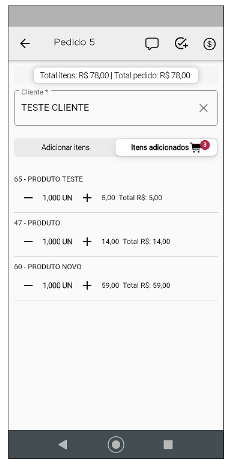 Pedido 5
Total itens: R$ 78,00 | Total pedido: R$ 78,00
Cliente *
TESTE CLIENTE
Adicionar itens
Itens adicionados 3
65 - PRODUTO TESTE
1,000 UN 5,00 Total R$: 5,00
47 - PRODUTO
1,000 UN 14,00 Total R$: 14,00
60 - PRODUTO NOVO
1,000 UN 59,00 Total R$: 59,00